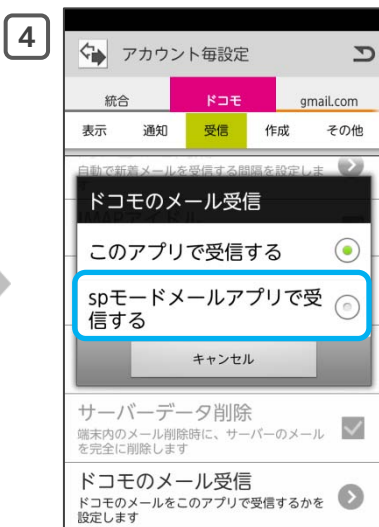 4
アカウント毎設定
統合 ドコモ gmail.com
表示 通知 受信 作成 その他
自動で新着メールを受信する間隔を設定しま
ドコモのメール受信
このアプリで受信する
spモードメールアプリで受
信する
キャンセル
サーバーデータ削除
端末内のメール削除時に、サーバーのメール
を完全に削除します
ドコモのメール受信
ドコモのメールをこのアプリで受信するかを
設定します